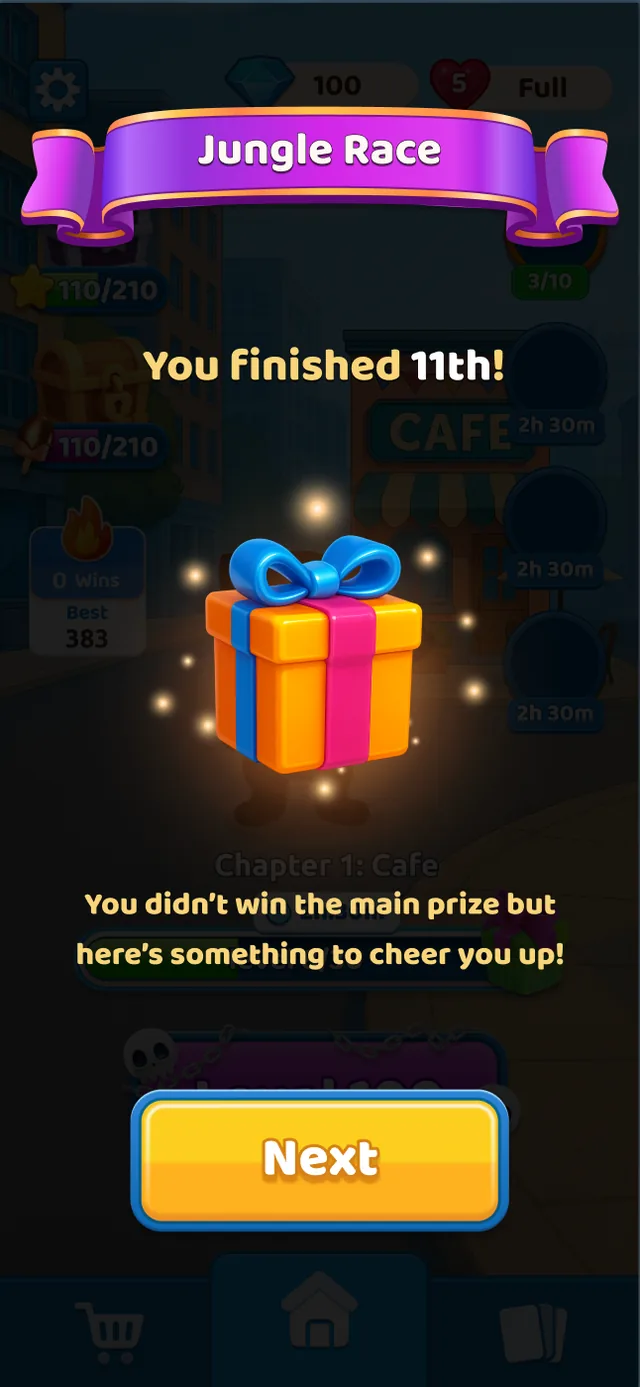 100
5
Full
Jungle Race
110/210
3/10
You finished 11th!
CAFE
2h 30m
110/210
0 Wins
2h 30m
Best
383
2h 30m
Chapter 1: Cafe
You didn't win the main prize but
here's something to cheer you up!
Next